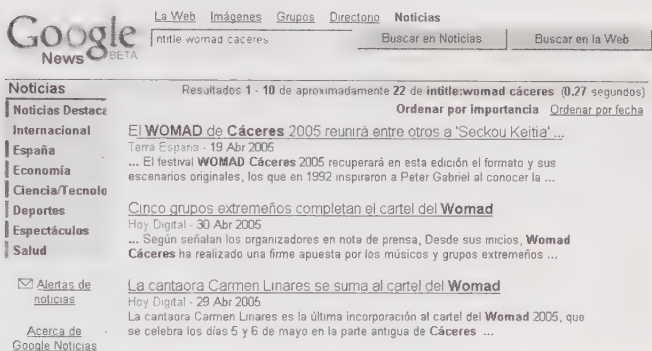 La Web Imágenes Grupos Directorio Noticias
Google
News BETA
ntitle womad caceres
Buscar en Noticias
Buscar en la Web
Noticias
Resultados 1 - 10 de aproximadamente 22 de intitle:womad cáceres (0,27 segundos)
Noticias Destaca
Ordenar por importancia Ordenar por fecha
Internacional
España
Economía
Ciencia/Tecnolo
Deportes
Espectáculos
Salud
Alertas de
noticias
Acerca de
Google Noticias
El WOMAD de Cáceres 2005 reunirá entre otros a 'Seckou Keitia' ...
Terra Espana - 19 Abr 2005
... El festival WOMAD Cáceres 2005 recuperará en esta edición el formato y sus
escenarios originales, los que en 1992 inspiraron a Peter Gabriel al conocer la ...
Cinco grupos extremeños completan el cartel del Womad
Hoy Digital - 30 Abr 2005
... Según señalan los organizadores en nota de prensa, Desde sus inicios, Womad
Cáceres ha realizado una firme apuesta por los músicos y grupos extremeños ...
La cantaora Carmen Linares se suma al cartel del Womad
Hoy Digital - 29 Abr 2005
La cantaora Carmen Linares es la última incorporación al cartel del Womad 2005, que
se celebra los días 5 y 6 de mayo en la parte antigua de Cáceres ...